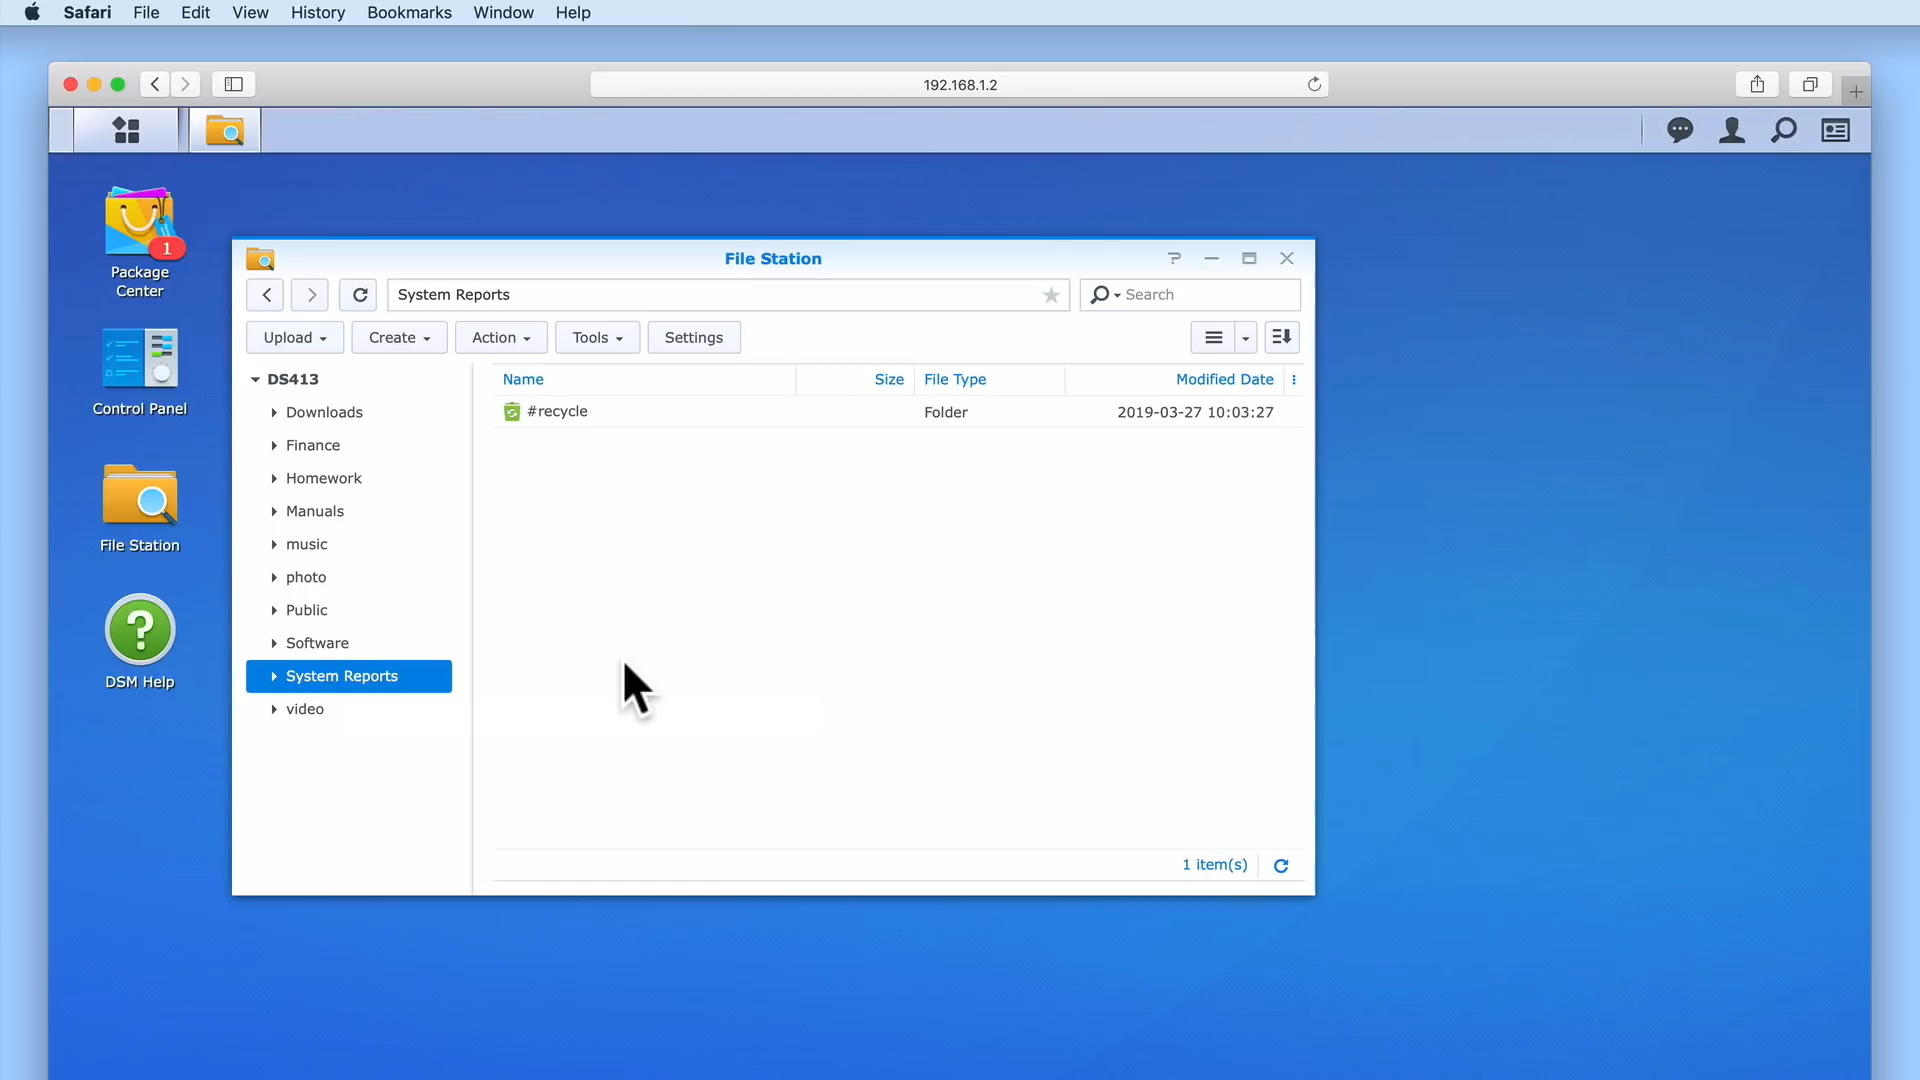 Safari File Edit View History Bookmarks Window Help
192.168.1.2
1
Package
Center
Control Panel
File Station
DSM Help
File Station
System Reports
Search
Upload Create Action Tools Settings
DS413
Downloads
Finance
Homework
Manuals
music
photo
Public
Software
System Reports
video
Name Size File Type Modified Date
#recycle Folder 2019-03-27 10:03:27
1 item(s)